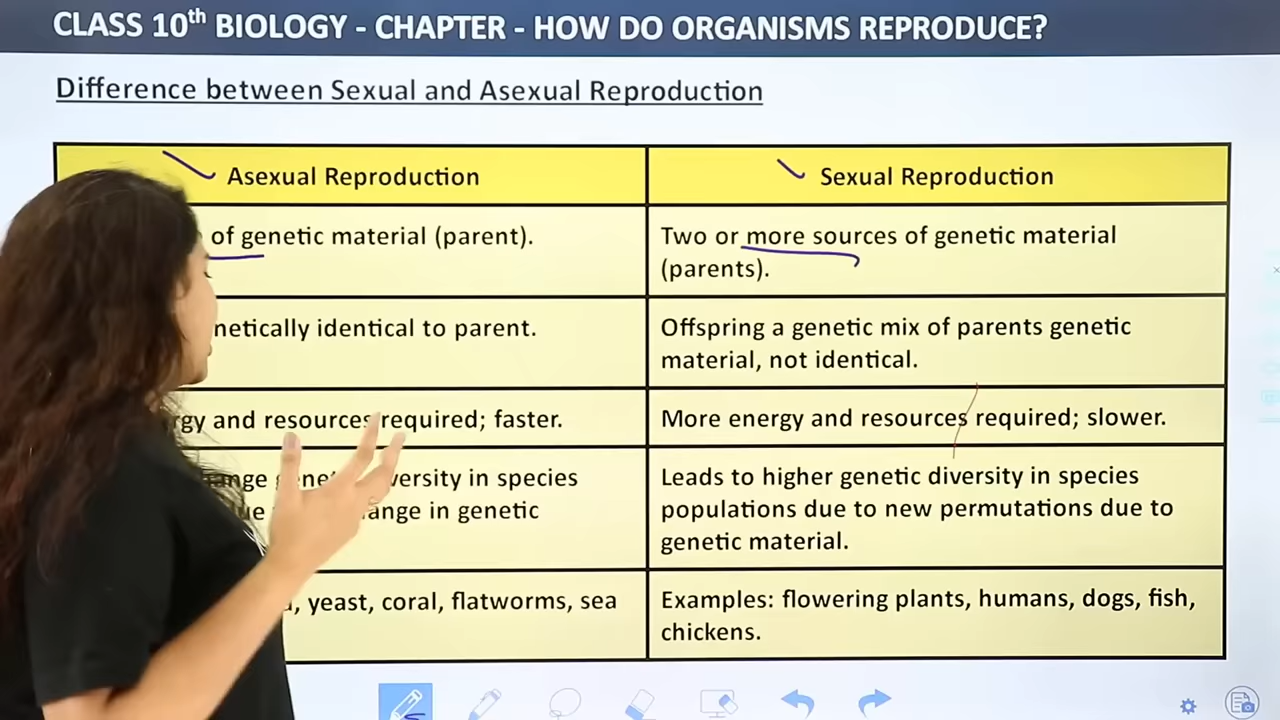 CLASS 10th BIOLOGY - CHAPTER - HOW DO ORGANISMS REPRODUCE?
Difference between Sexual and Asexual Reproduction
Asexual Reproduction
Sexual Reproduction
of genetic material (parent).
Two or more sources of genetic material
(parents).
netically identical to parent.
Offspring a genetic mix of parents genetic
material, not identical.
rgy and resources required; faster.
More energy and resources required; slower.
versity in species
ange in genetic
Leads to higher genetic diversity in species
populations due to new permutations due to
genetic material.
, yeast, coral, flatworms, sea
Examples: flowering plants, humans, dogs, fish,
chickens.